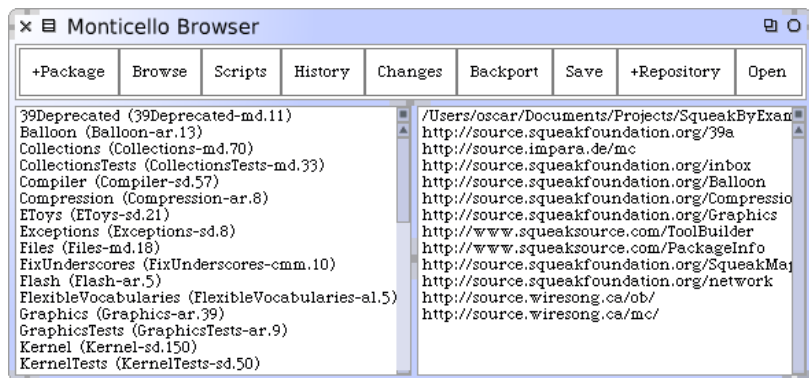 Monticello Browser
+Package Browse Scripts History Changes Backport Save +Repository Open
39Deprecated (39Deprecated-md.11)
Balloon (Balloon-ar.13)
Collections (Collections-md.70)
CollectionsTests (CollectionsTests-md.33)
Compiler (Compiler-sd.57)
Compression (Compression-ar.8)
EToys (EToys-sd.21)
Exceptions (Exceptions-sd.8)
Files (Files-md.18)
FixUnderscores (FixUnderscores-cmm.10)
Flash (Flash-ar.5)
FlexibleVocabularies (FlexibleVocabularies-al.5)
Graphics (Graphics-ar.39)
GraphicsTests (GraphicsTests-ar.9)
Kernel (Kernel-sd.150)
KernelTests (KernelTests-sd.50)
/Users/oscar/Documents/Projects/SqueakByExam
http://source.squeakfoundation.org/39a
http://source.impara.de/mc
http://source.squeakfoundation.org/inbox
http://source.squeakfoundation.org/Balloon
http://source.squeakfoundation.org/Compressio
http://source.squeakfoundation.org/Graphics
http://www.squeaksource.com/ToolBuilder
http://www.squeaksource.com/PackageInfo
http://source.squeakfoundation.org/SqueakMap
http://source.squeakfoundation.org/network
http://source.wiresong.ca/ob/
http://source.wiresong.ca/mc/